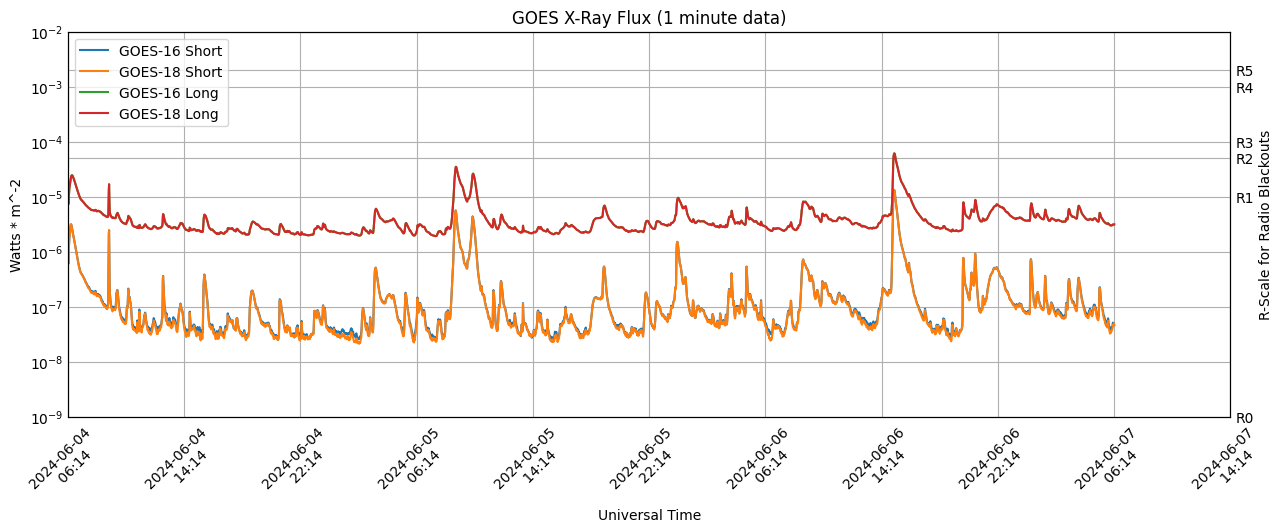 GOES X-Ray Flux (1 minute data)
GOES-16 Short
GOES-18 Short
GOES-16 Long
GOES-18 Long
Watts * m^-2
10⁻²
10⁻³
10⁻⁴
10⁻⁵
10⁻⁶
10⁻⁷
10⁻⁸
10⁻⁹
R5
R4
R3
R2
R1
R0
R-Scale for Radio Blackouts
2024-06-04
06:14
2024-06-04
14:14
2024-06-04
22:14
2024-06-05
06:14
2024-06-05
14:14
2024-06-05
22:14
2024-06-06
06:14
2024-06-06
14:14
2024-06-06
22:14
2024-06-07
06:14
2024-06-07
14:14
Universal Time